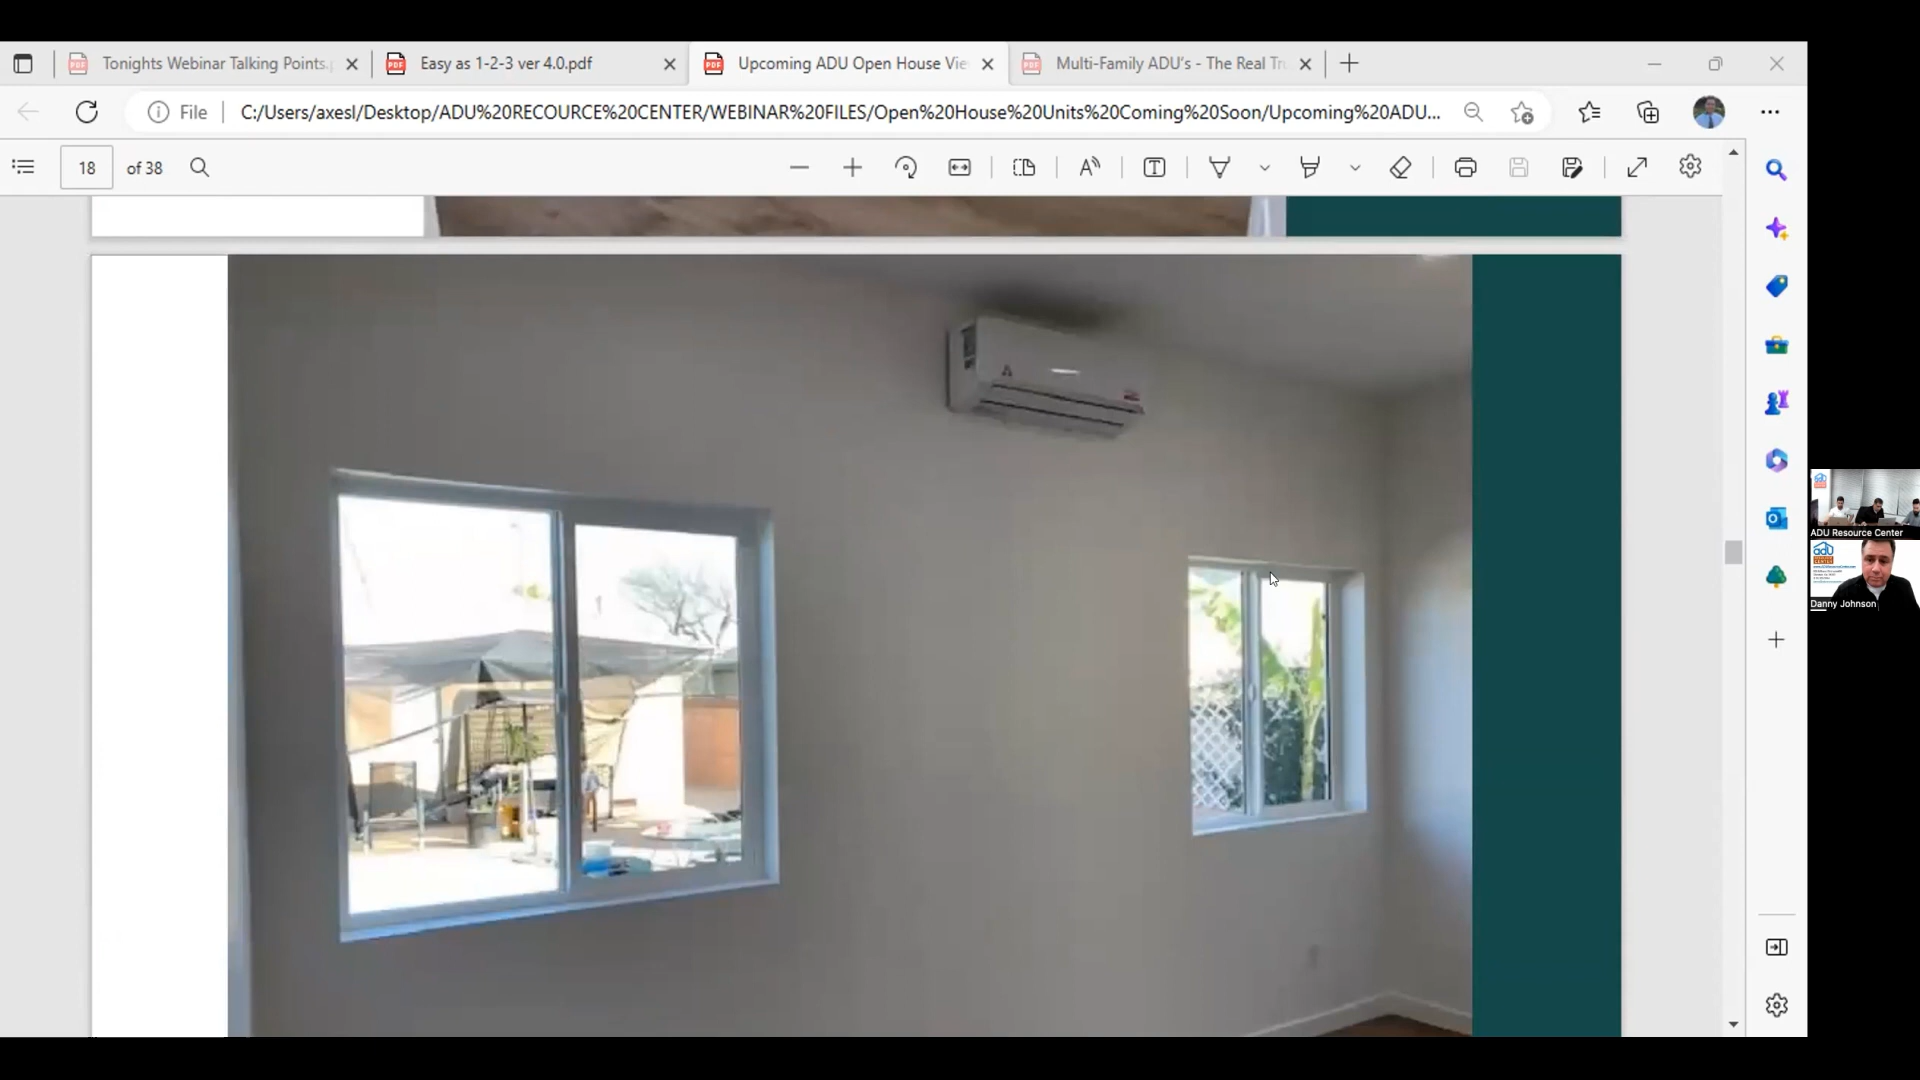 Tonights Webinar Talking Points.
Easy as 1-2-3 ver 4.0.pdf
Upcoming ADU Open House Vie
Multi-Family ADU's - The Real Tr
File
C:/Users/axesl/Desktop/ADU%20RECOURCE%20CENTER/WEBINAR%20FILES/Open%20House%20Units%20Coming%20Soon/Upcoming%20ADU...
18 of 38
ADU Resource Center
adu
Danny Johnson